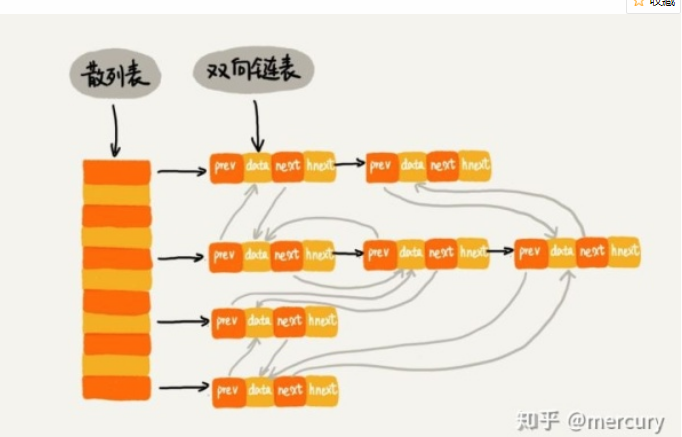 收藏
散列表 双向链表
prev data next hnext prev data next hnext
prev data next hnext prev data next hnext prev data next hnext
prev data next hnext
prev data next hnext
知乎 @mercury